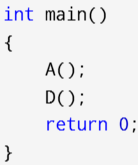 int main()
{
    A();
    D();
    return 0;
}